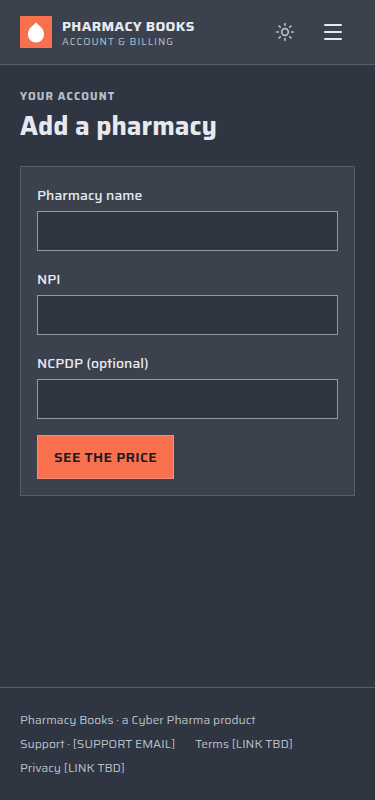 PHARMACY BOOKS
ACCOUNT & BILLING
YOUR ACCOUNT
Add a pharmacy
Pharmacy name
NPI
NCPDP (optional)
SEE THE PRICE
Pharmacy Books · a Cyber Pharma product
Support · [SUPPORT EMAIL] Terms [LINK TBD]
Privacy [LINK TBD]